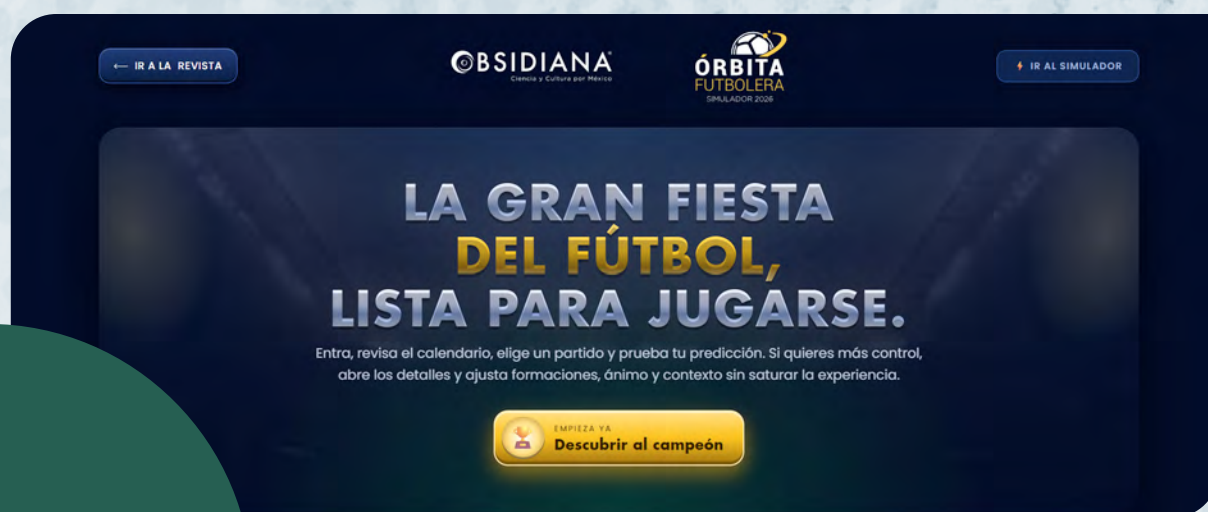 ← IR A LA REVISTA
OBSIDIANA
Ciencia y Cultura por México
ÓRBITA
FUTBOLERA
SIMULADOR 2026
IR AL SIMULADOR
LA GRAN FIESTA
DEL FÚTBOL,
LISTA PARA JUGARSE.
Entra, revisa el calendario, elige un partido y prueba tu predicción. Si quieres más control,
abre los detalles y ajusta formaciones, ánimo y contexto sin saturar la experiencia.
EMPIEZA YA
Descubrir al campeón